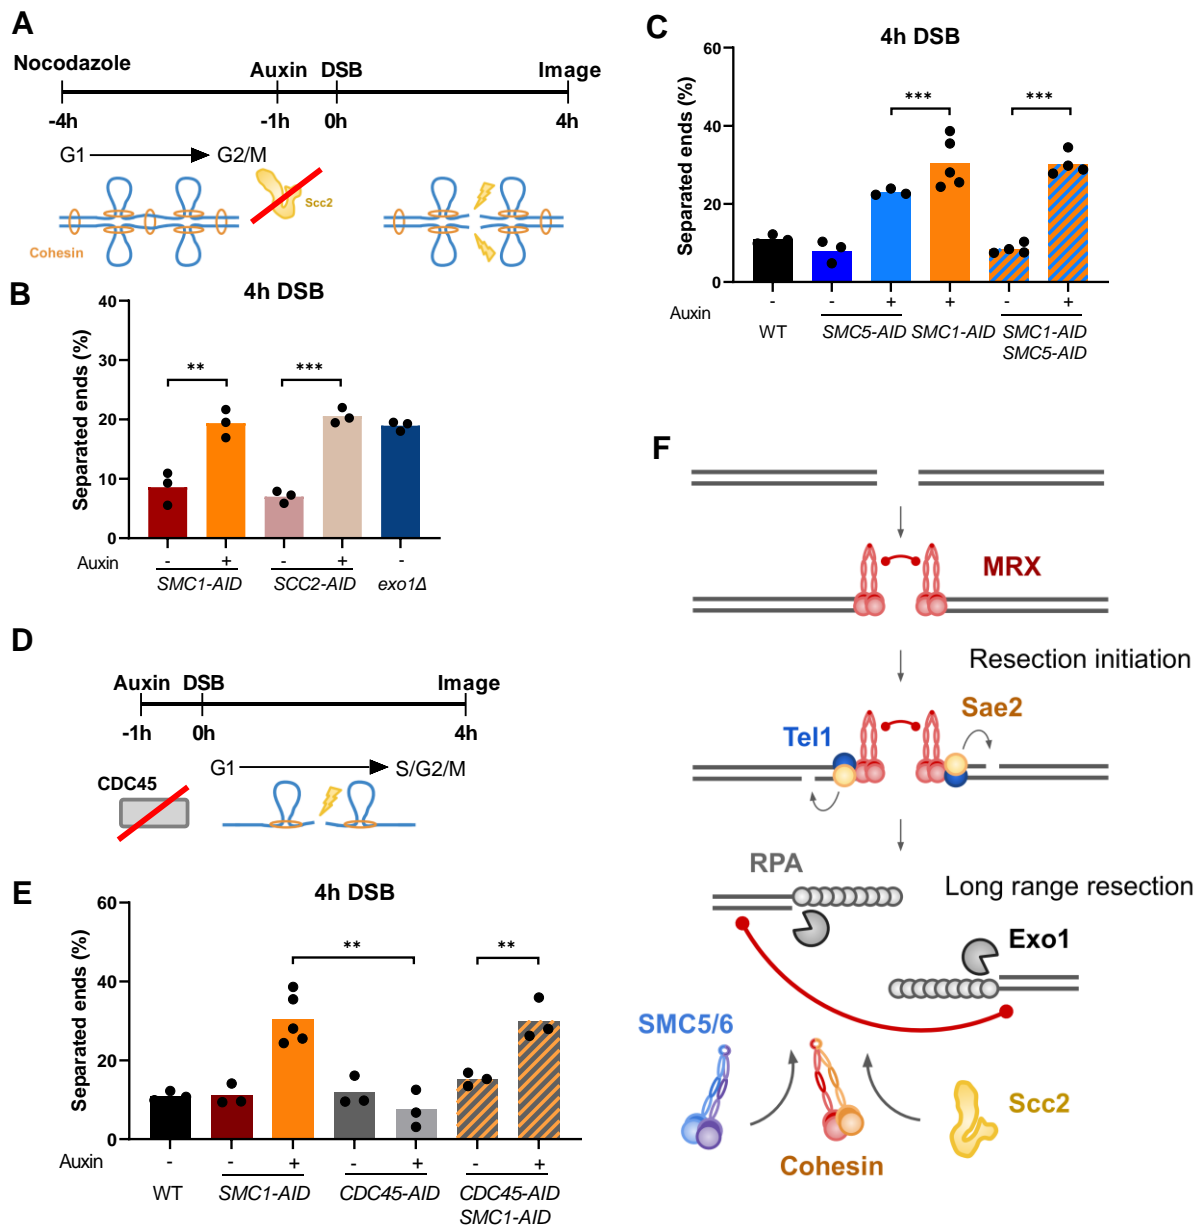 A
Nocodazole
Auxin
DSB
Image
-4h
-1h
0h
4h
G1
G2/M
Scc2
Cohesin
B
4h DSB
Separated ends (%)
40
30
20
10
0
**
***
Auxin
-
+
-
+
-
SMC1-AID
SCC2-AID
exo1Δ
C
4h DSB
Separated ends (%)
60
40
20
0
***
***
Auxin
-
-
+
+
-
+
WT
SMC5-AID
SMC1-AID
SMC1-AID
SMC5-AID
D
Auxin
DSB
Image
-1h
0h
4h
G1
S/G2/M
CDC45
E
4h DSB
Separated ends (%)
60
40
20
0
**
**
Auxin
-
-
+
-
+
-
+
WT
SMC1-AID
CDC45-AID
CDC45-AID
SMC1-AID
F
MRX
Resection initiation
Sae2
Tel1
RPA
Long range resection
Exo1
SMC5/6
Scc2
Cohesin